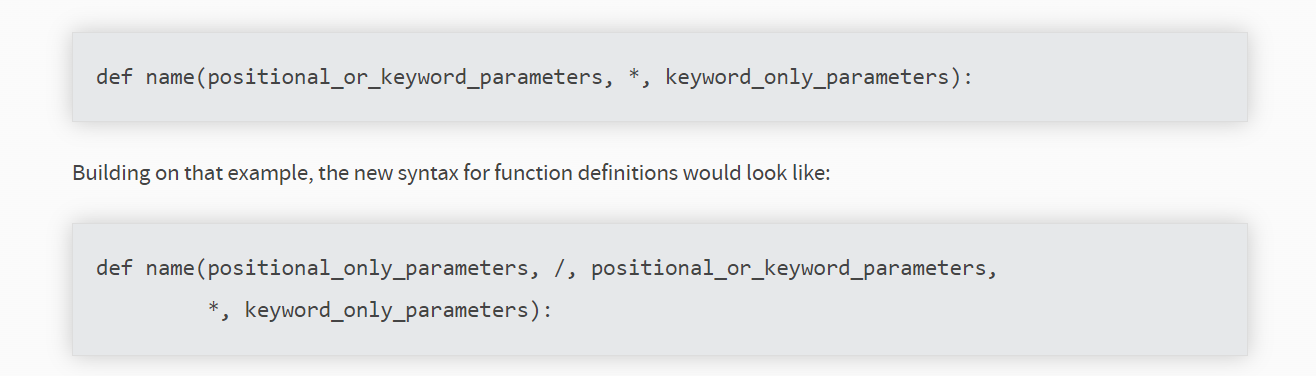 def name(positional_or_keyword_parameters, *, keyword_only_parameters):
Building on that example, the new syntax for function definitions would look like:
def name(positional_only_parameters, /, positional_or_keyword_parameters,
         *, keyword_only_parameters):